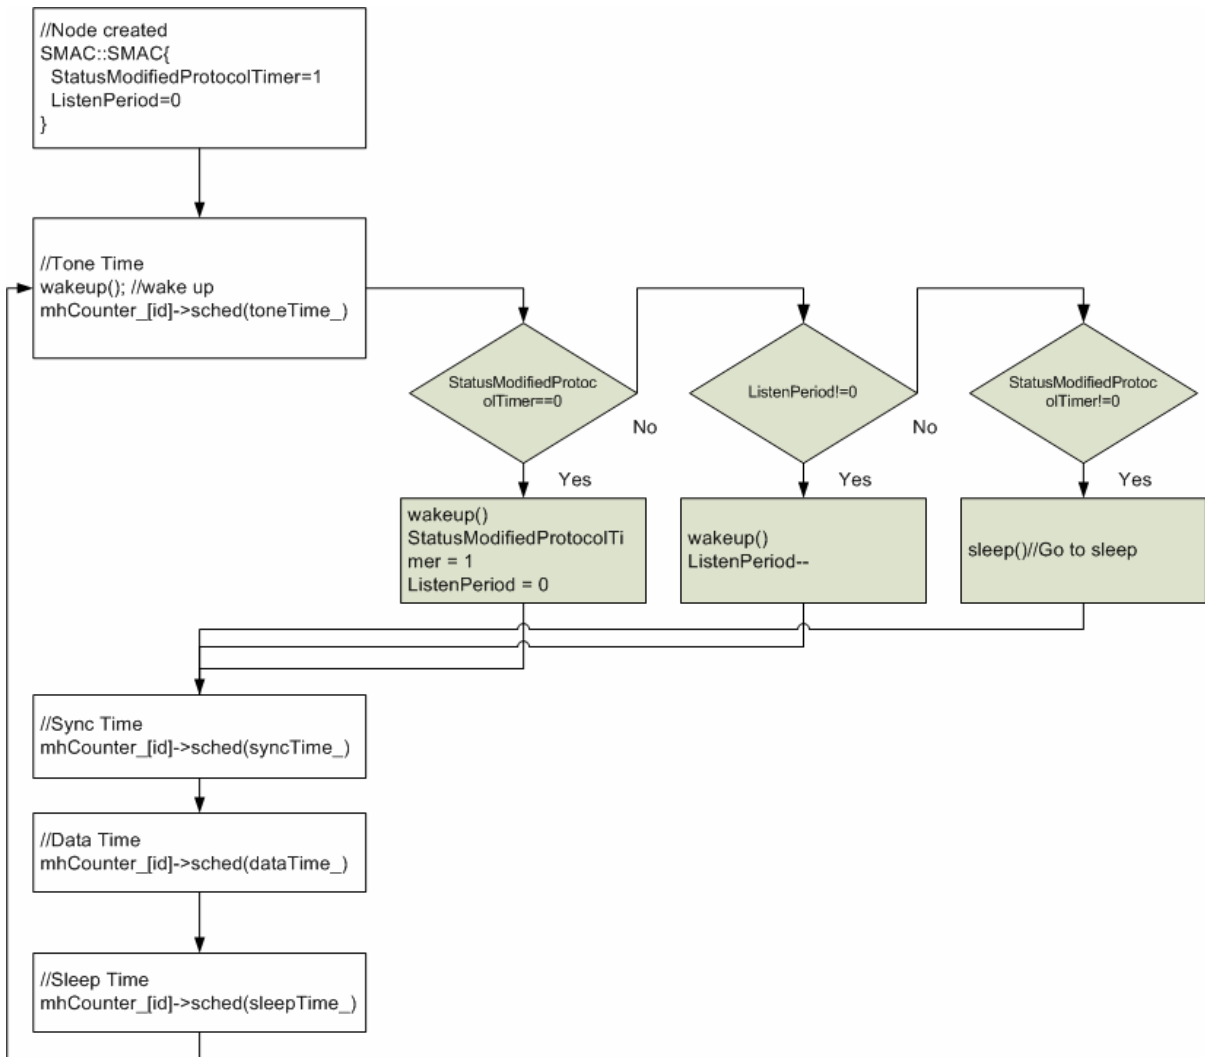 //Node created
SMAC::SMAC{
StatusModifiedProtocolTimer=1
ListenPeriod=0
}
//Tone Time
wakeup(); //wake up
mhCounter_[id]->sched(toneTime_)
StatusModifiedProtoc
olTimer==0
No
Yes
ListenPeriod!=0
No
Yes
StatusModifiedProtoc
olTimer!=0
Yes
wakeup()
StatusModifiedProtocolTi
mer = 1
ListenPeriod = 0
wakeup()
ListenPeriod--
sleep()//Go to sleep
//Sync Time
mhCounter_[id]->sched(syncTime_)
//Data Time
mhCounter_[id]->sched(dataTime_)
//Sleep Time
mhCounter_[id]->sched(sleepTime_)